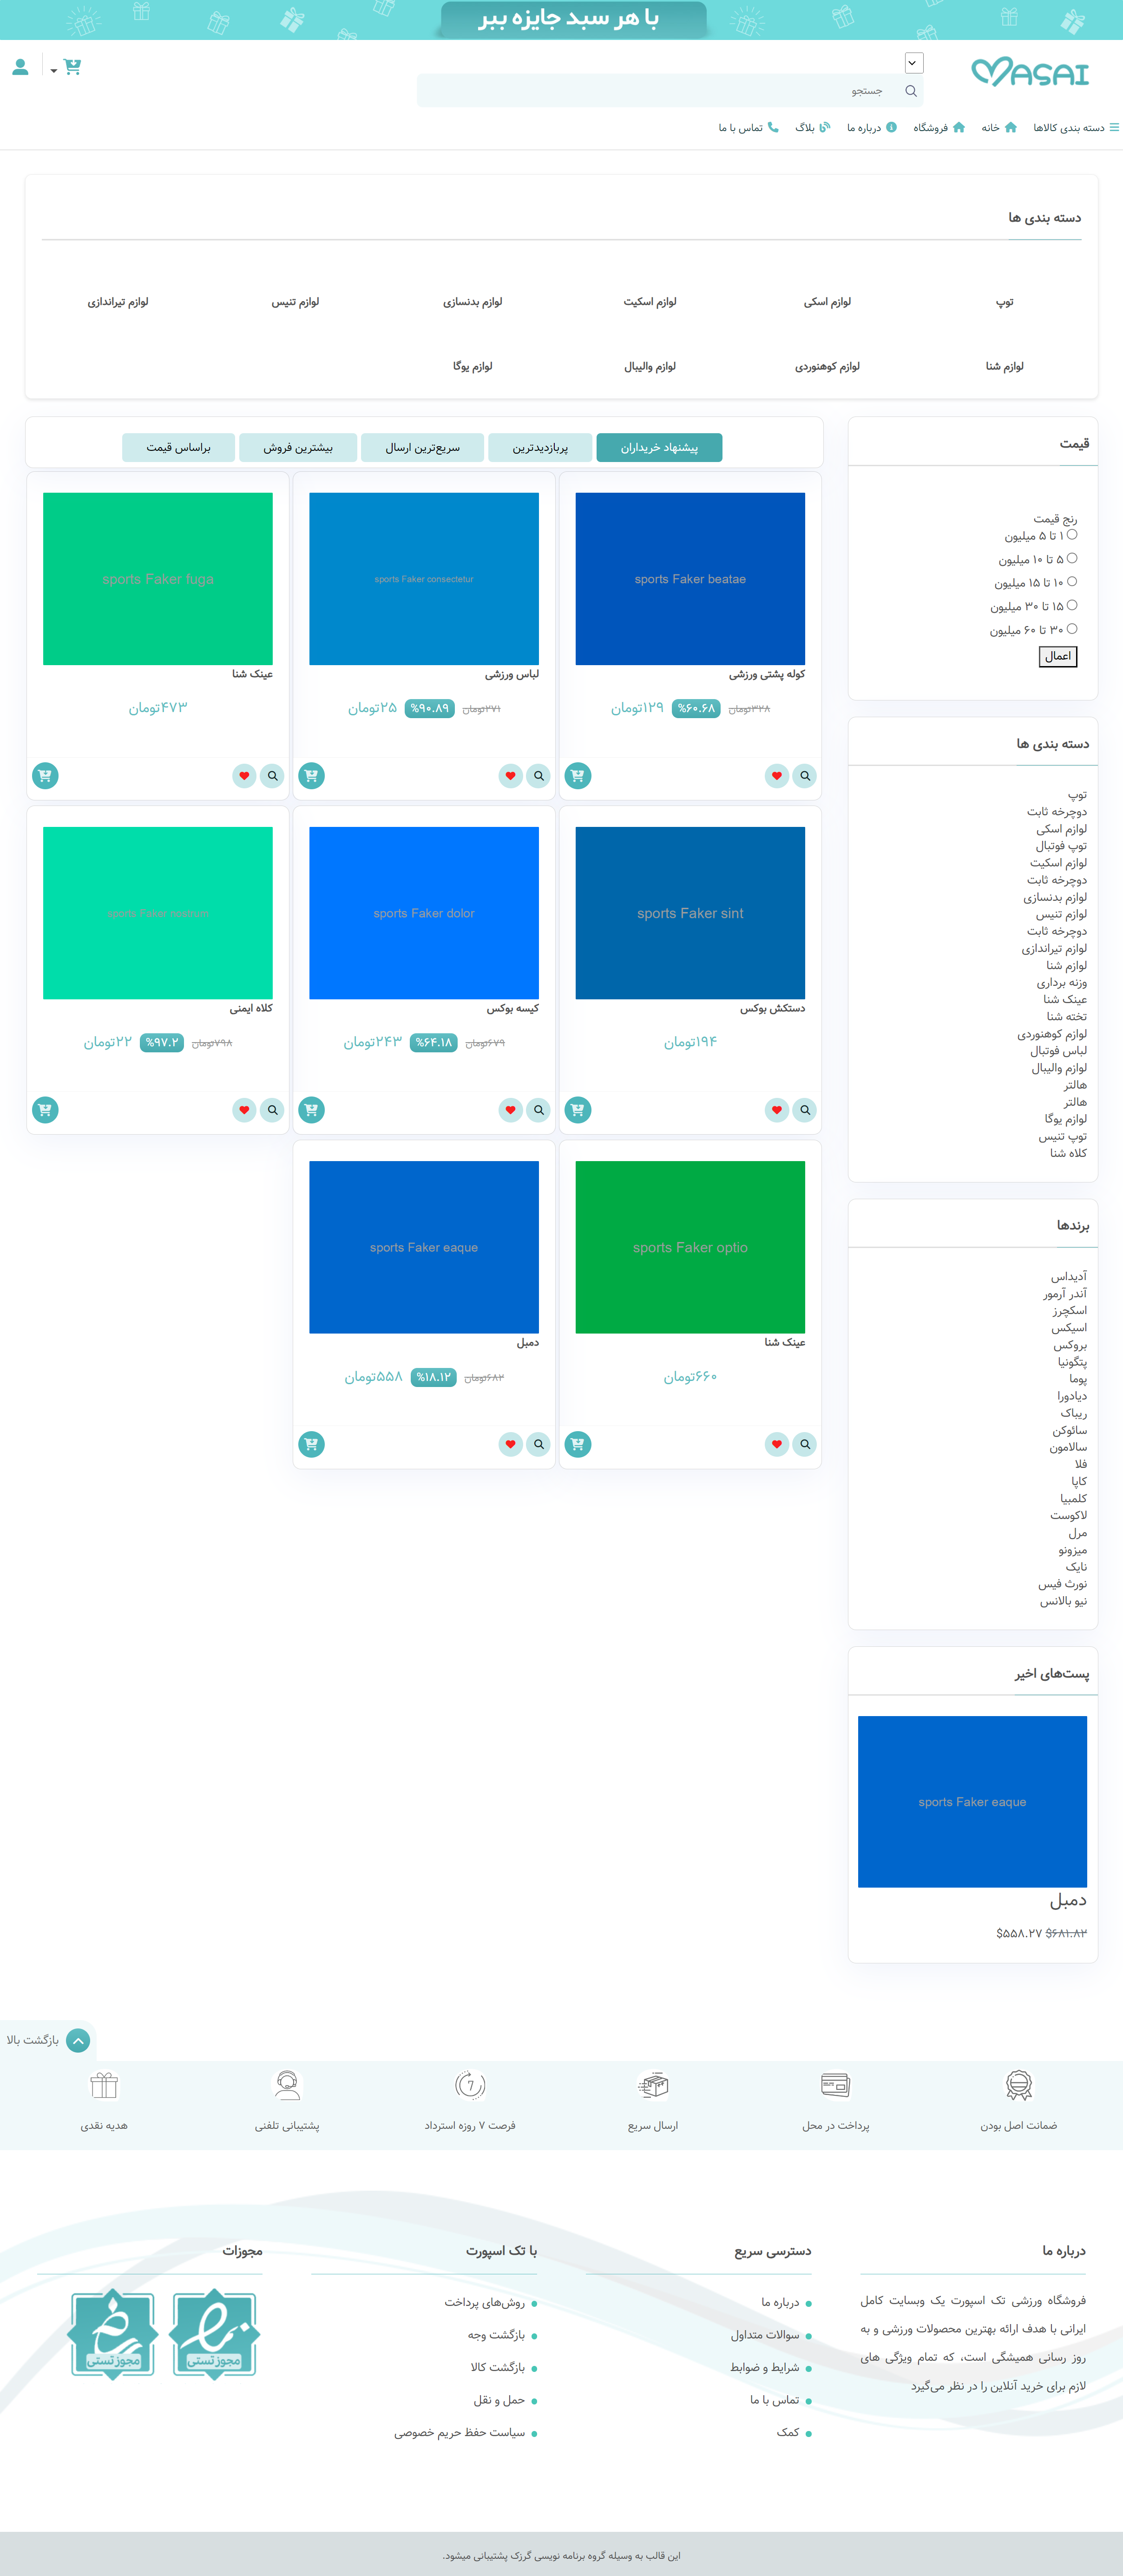 با هر سبد جایزه ببر
MASAI
جستجو
دسته بندی کالاها
خانه
فروشگاه
درباره ما
بلاگ
تماس با ما
دسته بندی ها
توپ
لوازم اسکی
لوازم اسکیت
لوازم بدنسازی
لوازم تنیس
لوازم تیراندازی
لوازم شنا
لوازم کوهنوردی
لوازم والیبال
لوازم یوگا
قیمت
رنج قیمت
۱ تا ۵ میلیون
۵ تا ۱۰ میلیون
۱۰ تا ۱۵ میلیون
۱۵ تا ۳۰ میلیون
۳۰ تا ۶۰ میلیون
اعمال
دسته بندی ها
توپ
دوچرخه ثابت
لوازم اسکی
توپ فوتبال
لوازم اسکیت
دوچرخه ثابت
لوازم بدنسازی
لوازم تنیس
دوچرخه ثابت
لوازم تیراندازی
لوازم شنا
وزنه برداری
عینک شنا
تخته شنا
لوازم کوهنوردی
لباس فوتبال
لوازم والیبال
هالتر
هالتر
لوازم یوگا
توپ تنیس
کلاه شنا
برندها
آدیداس
آندر آرمور
اسکچرز
اسیکس
بروکس
پتگونیا
پوما
دیادورا
ریباک
سائوکن
سالامون
فلا
کاپا
کلمبیا
لاکوست
مرل
میزونو
نایک
نورث فیس
نیو بالانس
پست‌های اخیر
sports Faker eaque
دمبل
$۶۸۱.۸۲ $۵۵۸.۲۷
پیشنهاد خریداران
پربازدیدترین
سریع‌ترین ارسال
بیشترین فروش
براساس قیمت
sports Faker beatae
کوله پشتی ورزشی
۳۲۸تومان %۶۰.۶۸ ۱۲۹تومان
sports Faker consectetur
لباس ورزشی
۲۷۱تومان %۹۰.۸۹ ۲۵تومان
sports Faker fuga
عینک شنا
۴۷۳تومان
sports Faker sint
دستکش بوکس
۱۹۴تومان
sports Faker dolor
کیسه بوکس
۶۷۹تومان %۶۴.۱۸ ۲۴۳تومان
sports Faker nostrum
کلاه ایمنی
۷۹۸تومان %۹۷.۲ ۲۲تومان
sports Faker optio
عینک شنا
۶۶۰تومان
sports Faker eaque
دمبل
۶۸۲تومان %۱۸.۱۲ ۵۵۸تومان
بازگشت بالا
ضمانت اصل بودن
پرداخت در محل
ارسال سریع
7
فرصت ۷ روزه استرداد
پشتیبانی تلفنی
هدیه نقدی
درباره ما
فروشگاه ورزشی تک اسپورت یک وبسایت کامل
ایرانی با هدف ارائه بهترین محصولات ورزشی و به
روز رسانی همیشگی است، که تمام ویژگی های
لازم برای خرید آنلاین را در نظر می‌گیرد
دسترسی سریع
درباره ما
سوالات متداول
شرایط و ضوابط
تماس با ما
کمک
با تک اسپورت
روش‌های پرداخت
بازگشت وجه
بازگشت کالا
حمل و نقل
سیاست حفظ حریم خصوصی
مجوزات
مجوز تستی
مجوز تستی
این قالب به وسیله گروه برنامه نویسی گرزک پشتیبانی میشود.